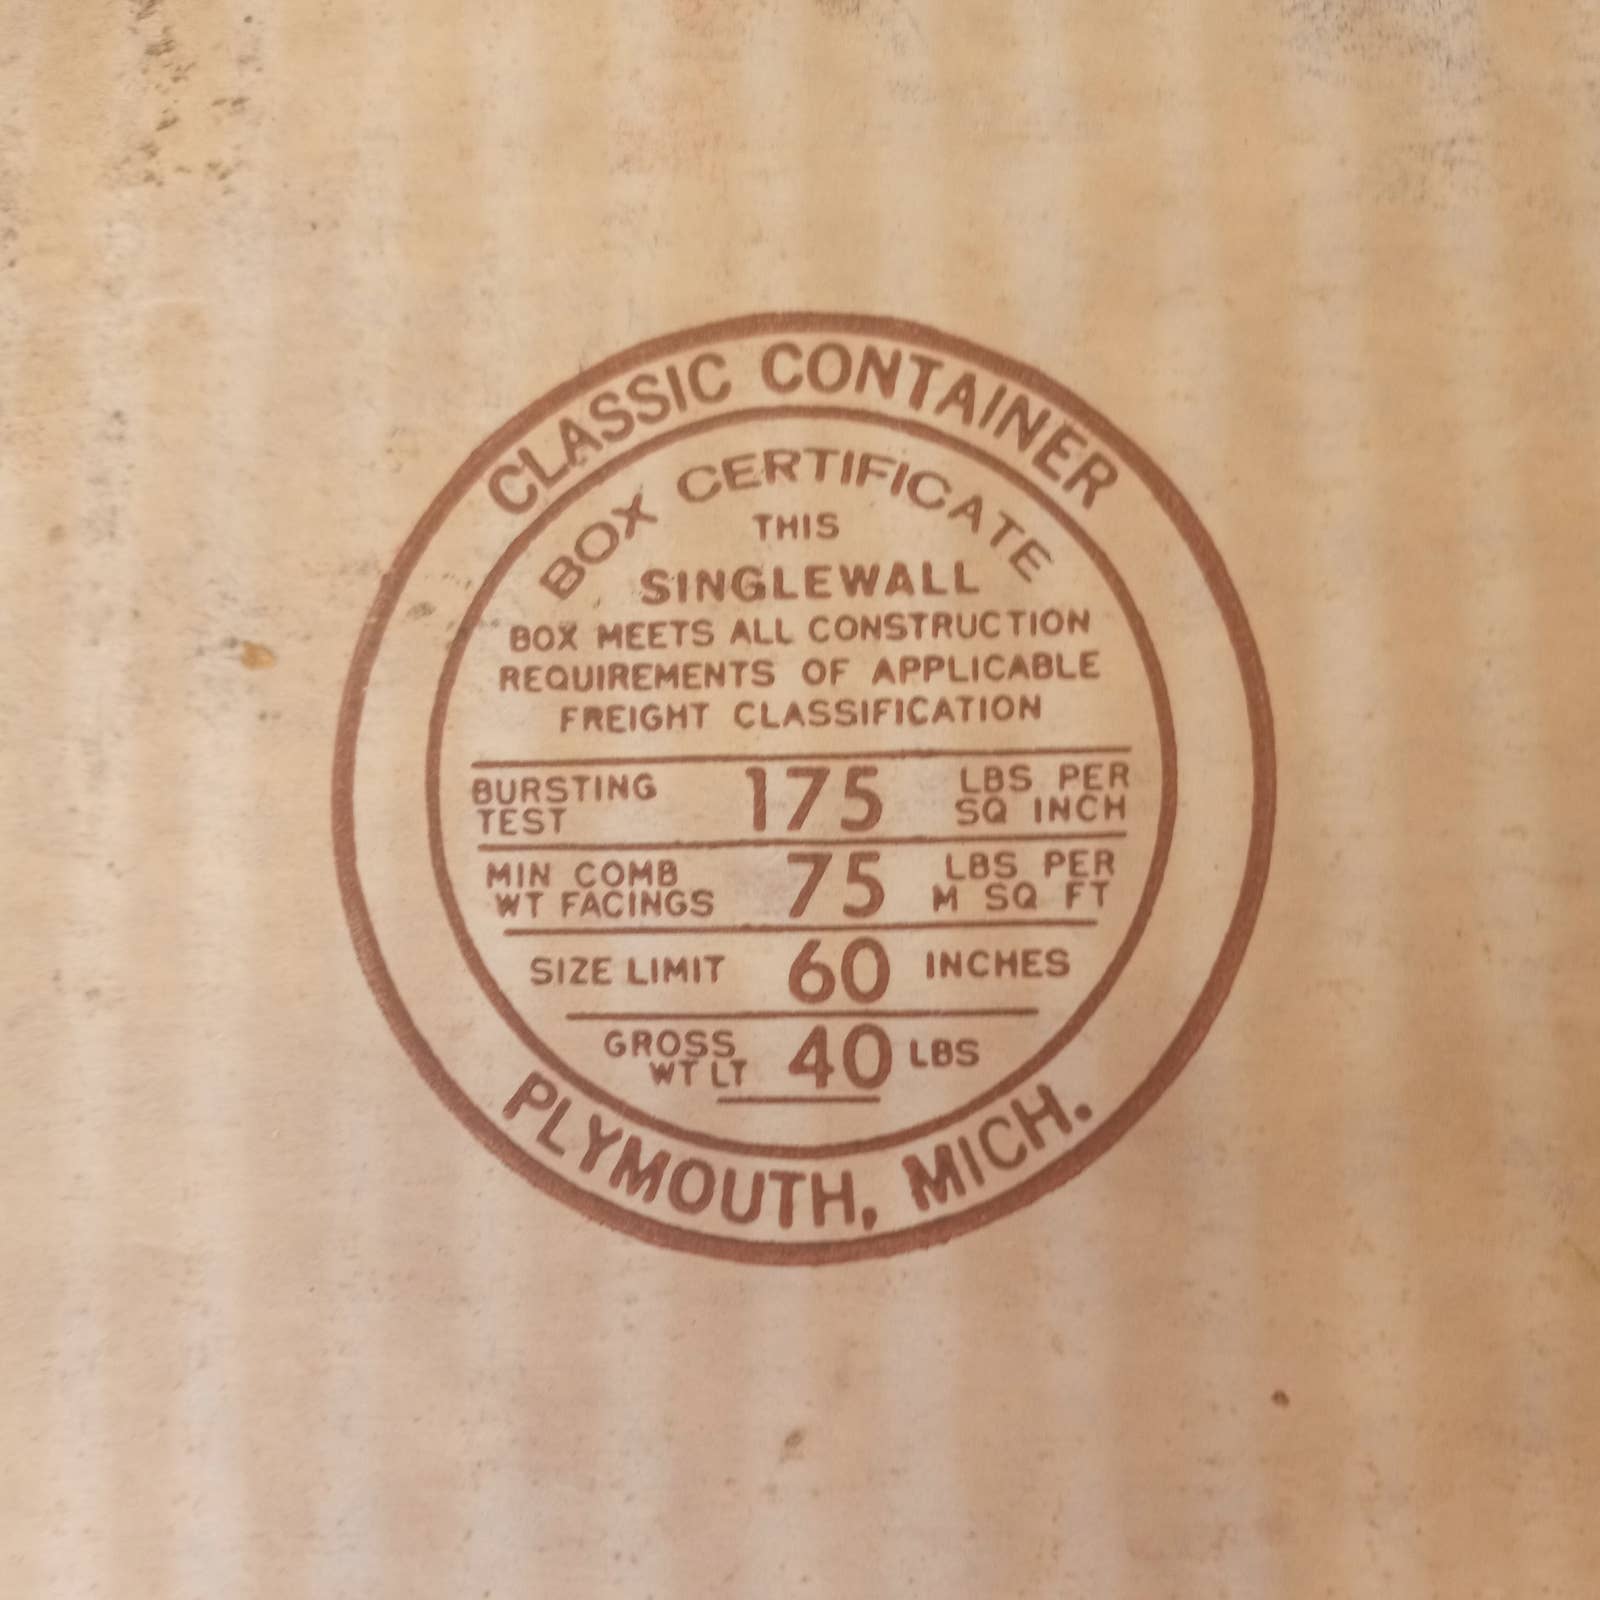 CLASSIC CONTAINER
BOX CERTIFICATE
THIS
SINGLEWALL
BOX MEETS ALL CONSTRUCTION
REQUIREMENTS OF APPLICABLE
FREIGHT CLASSIFICATION
BURSTING TEST 175 LBS PER SQ INCH
MIN COMB WT FACINGS 75 LBS PER M SQ FT
SIZE LIMIT 60 INCHES
GROSS WT LT 40 LBS
PLYMOUTH, MICH.